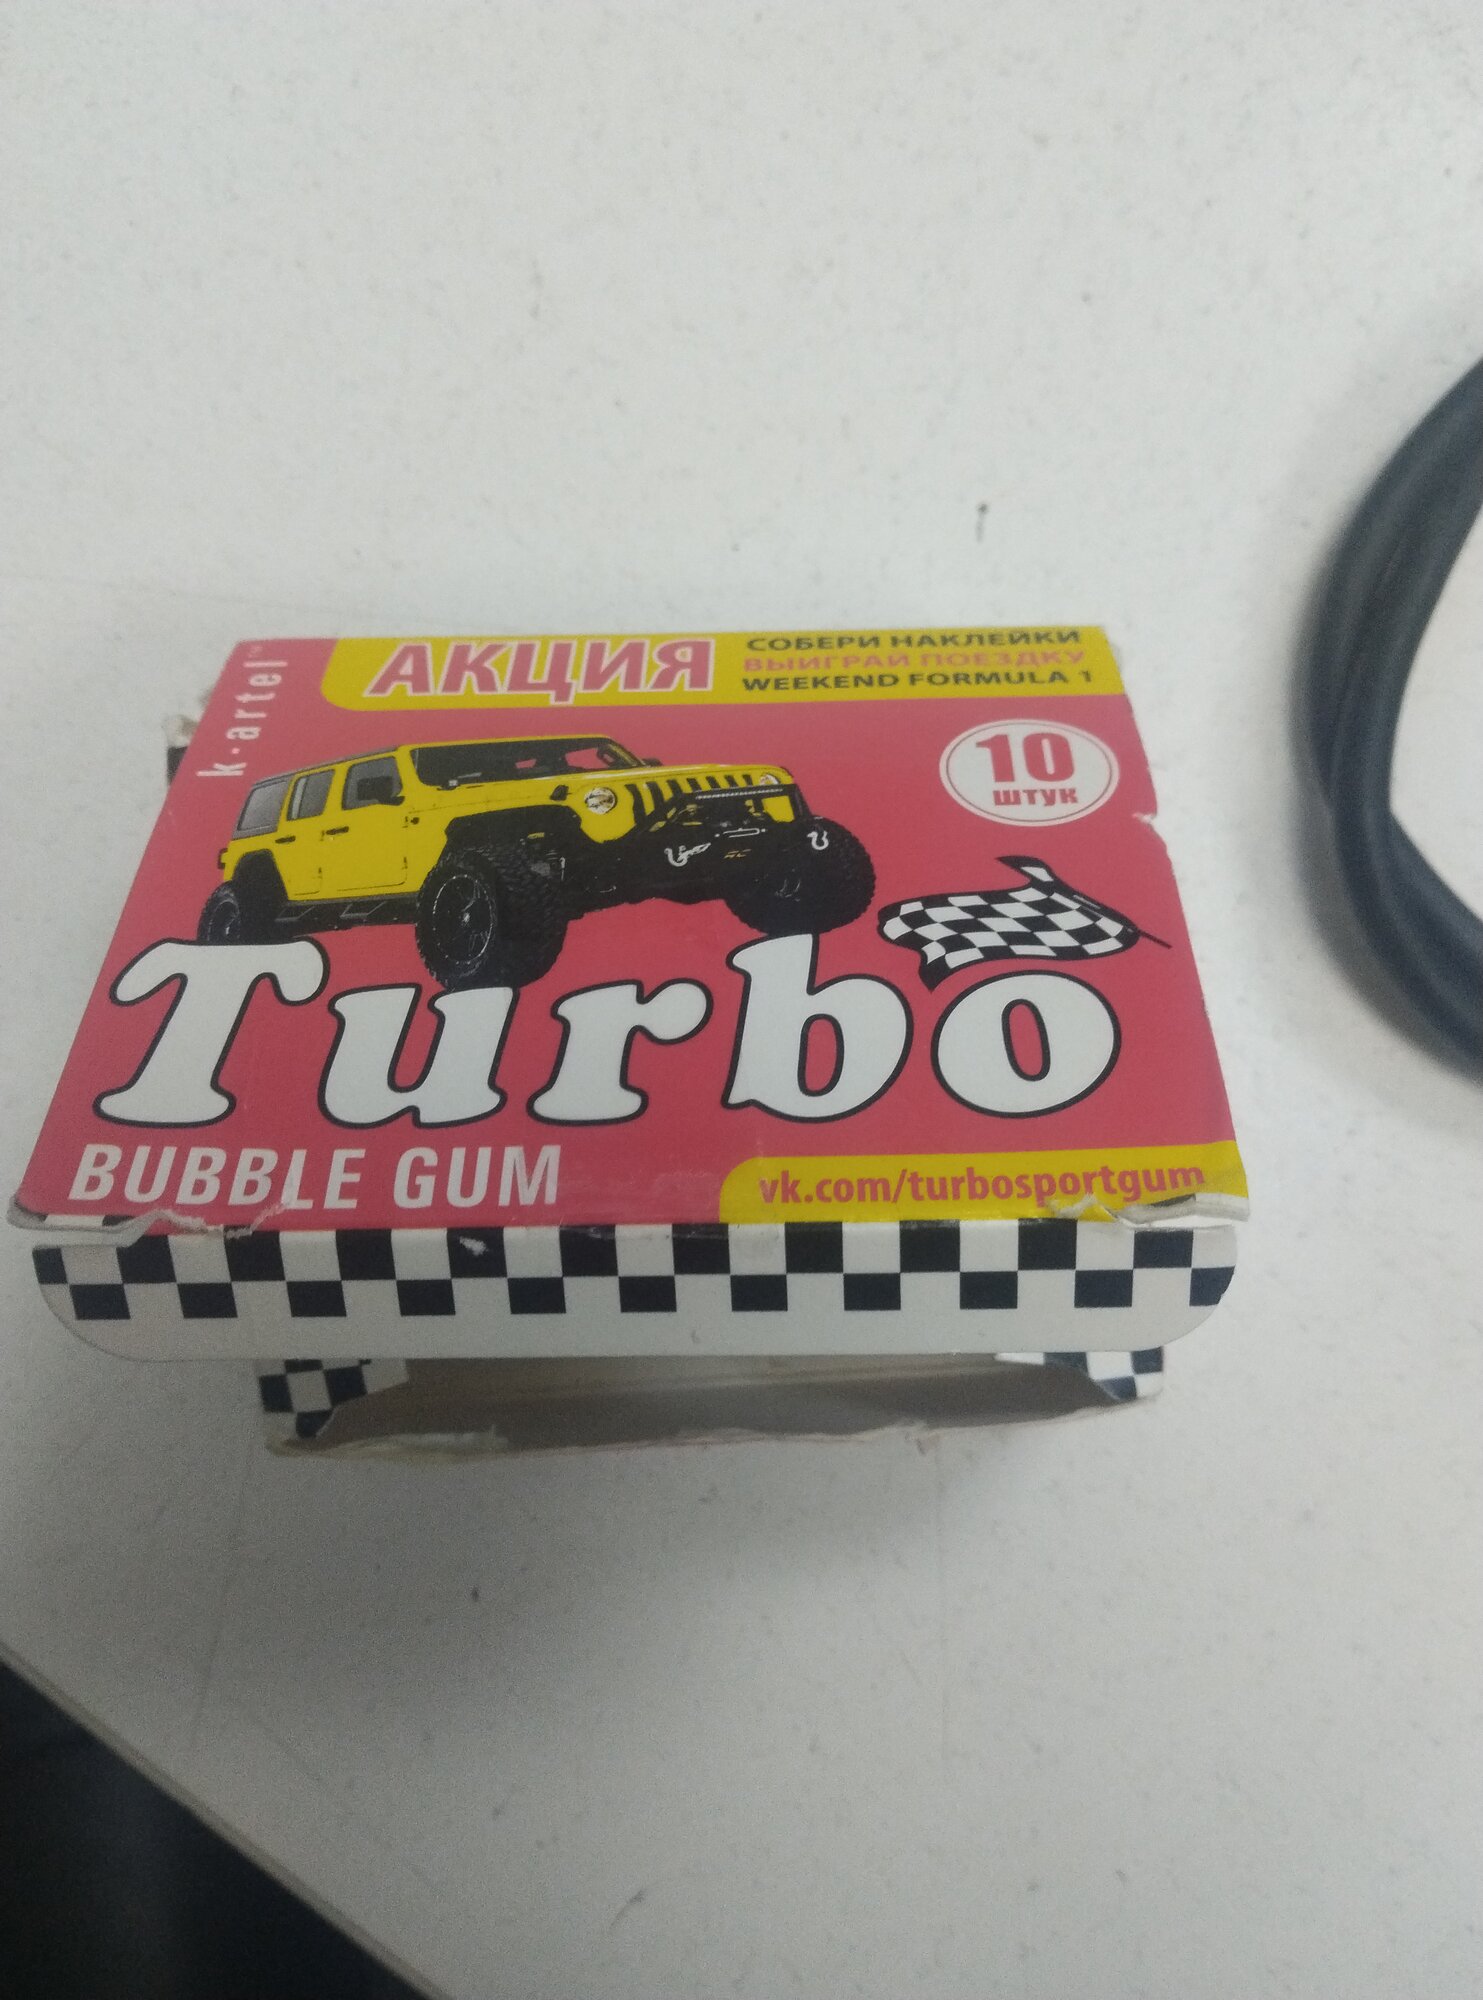 k·artel
АКЦИЯ
СОБЕРИ НАКЛЕЙКИ
ВЫИГРАЙ ПОЕЗДКУ
WEEKEND FORMULA 1
10
штук
Turbo
BUBBLE GUM
vk.com/turbosportgum